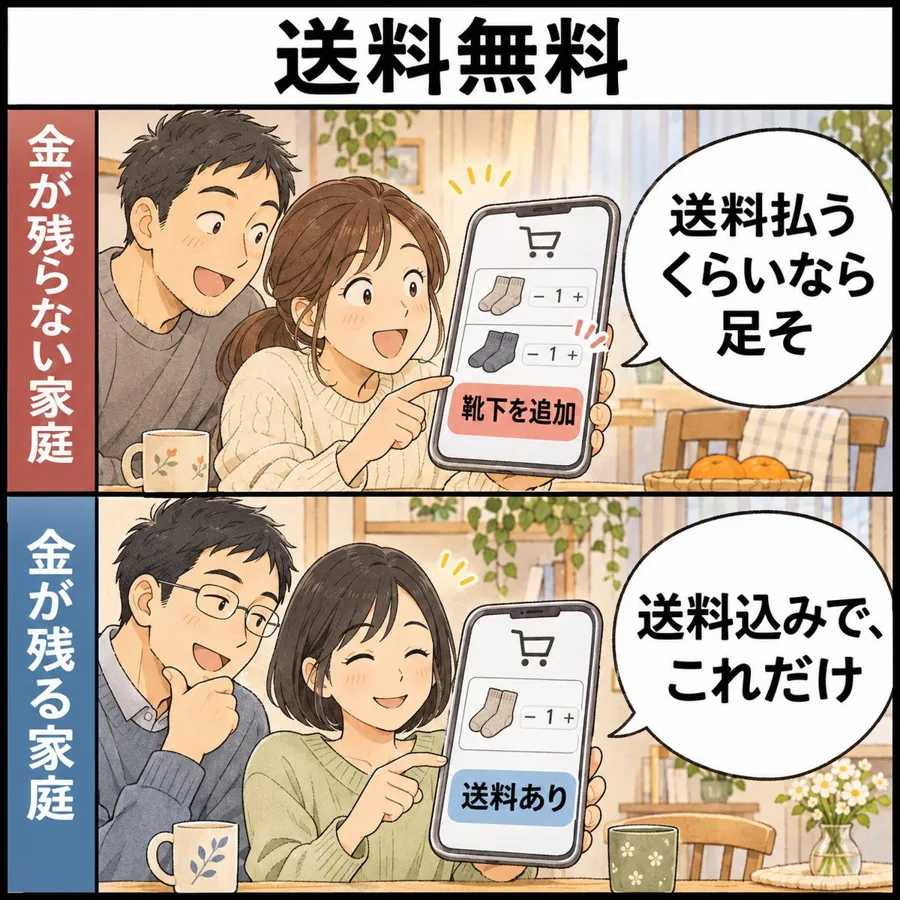 送料無料
金が残らない家庭
送料払う
くらいなら
足そ
- 1 +
- 1 +
靴下を追加
金が残る家庭
送料込みで、
これだけ
- 1 +
送料あり